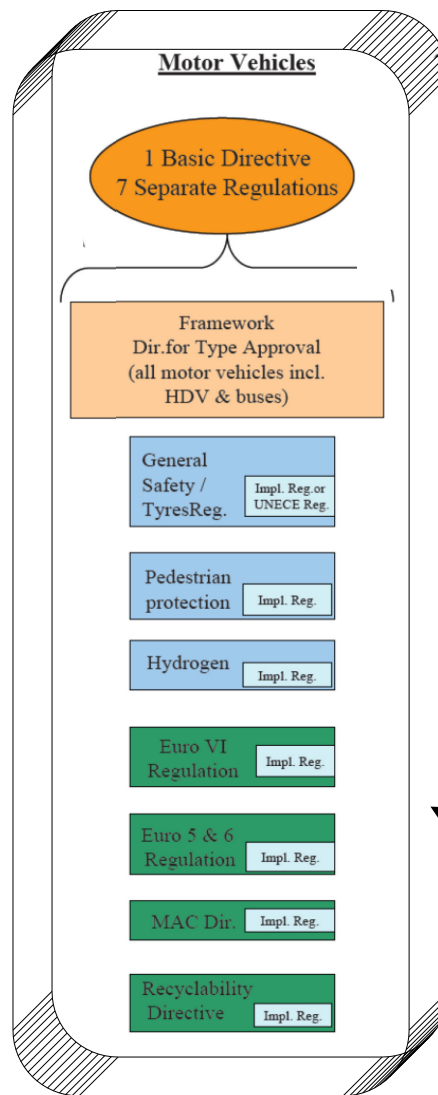 Motor Vehicles
1 Basic Directive
7 Separate Regulations
Framework
Dir.for Type Approval
(all motor vehicles incl.
HDV & buses)
General
Safety /
TyresReg.
Impl. Reg.or
UNECE Reg.
Pedestrian
protection
Impl. Reg.
Hydrogen
Impl. Reg.
Euro VI
Regulation
Impl. Reg.
Euro 5 & 6
Regulation
Impl. Reg.
MAC Dir.
Impl. Reg.
Recyclability
Directive
Impl. Reg.